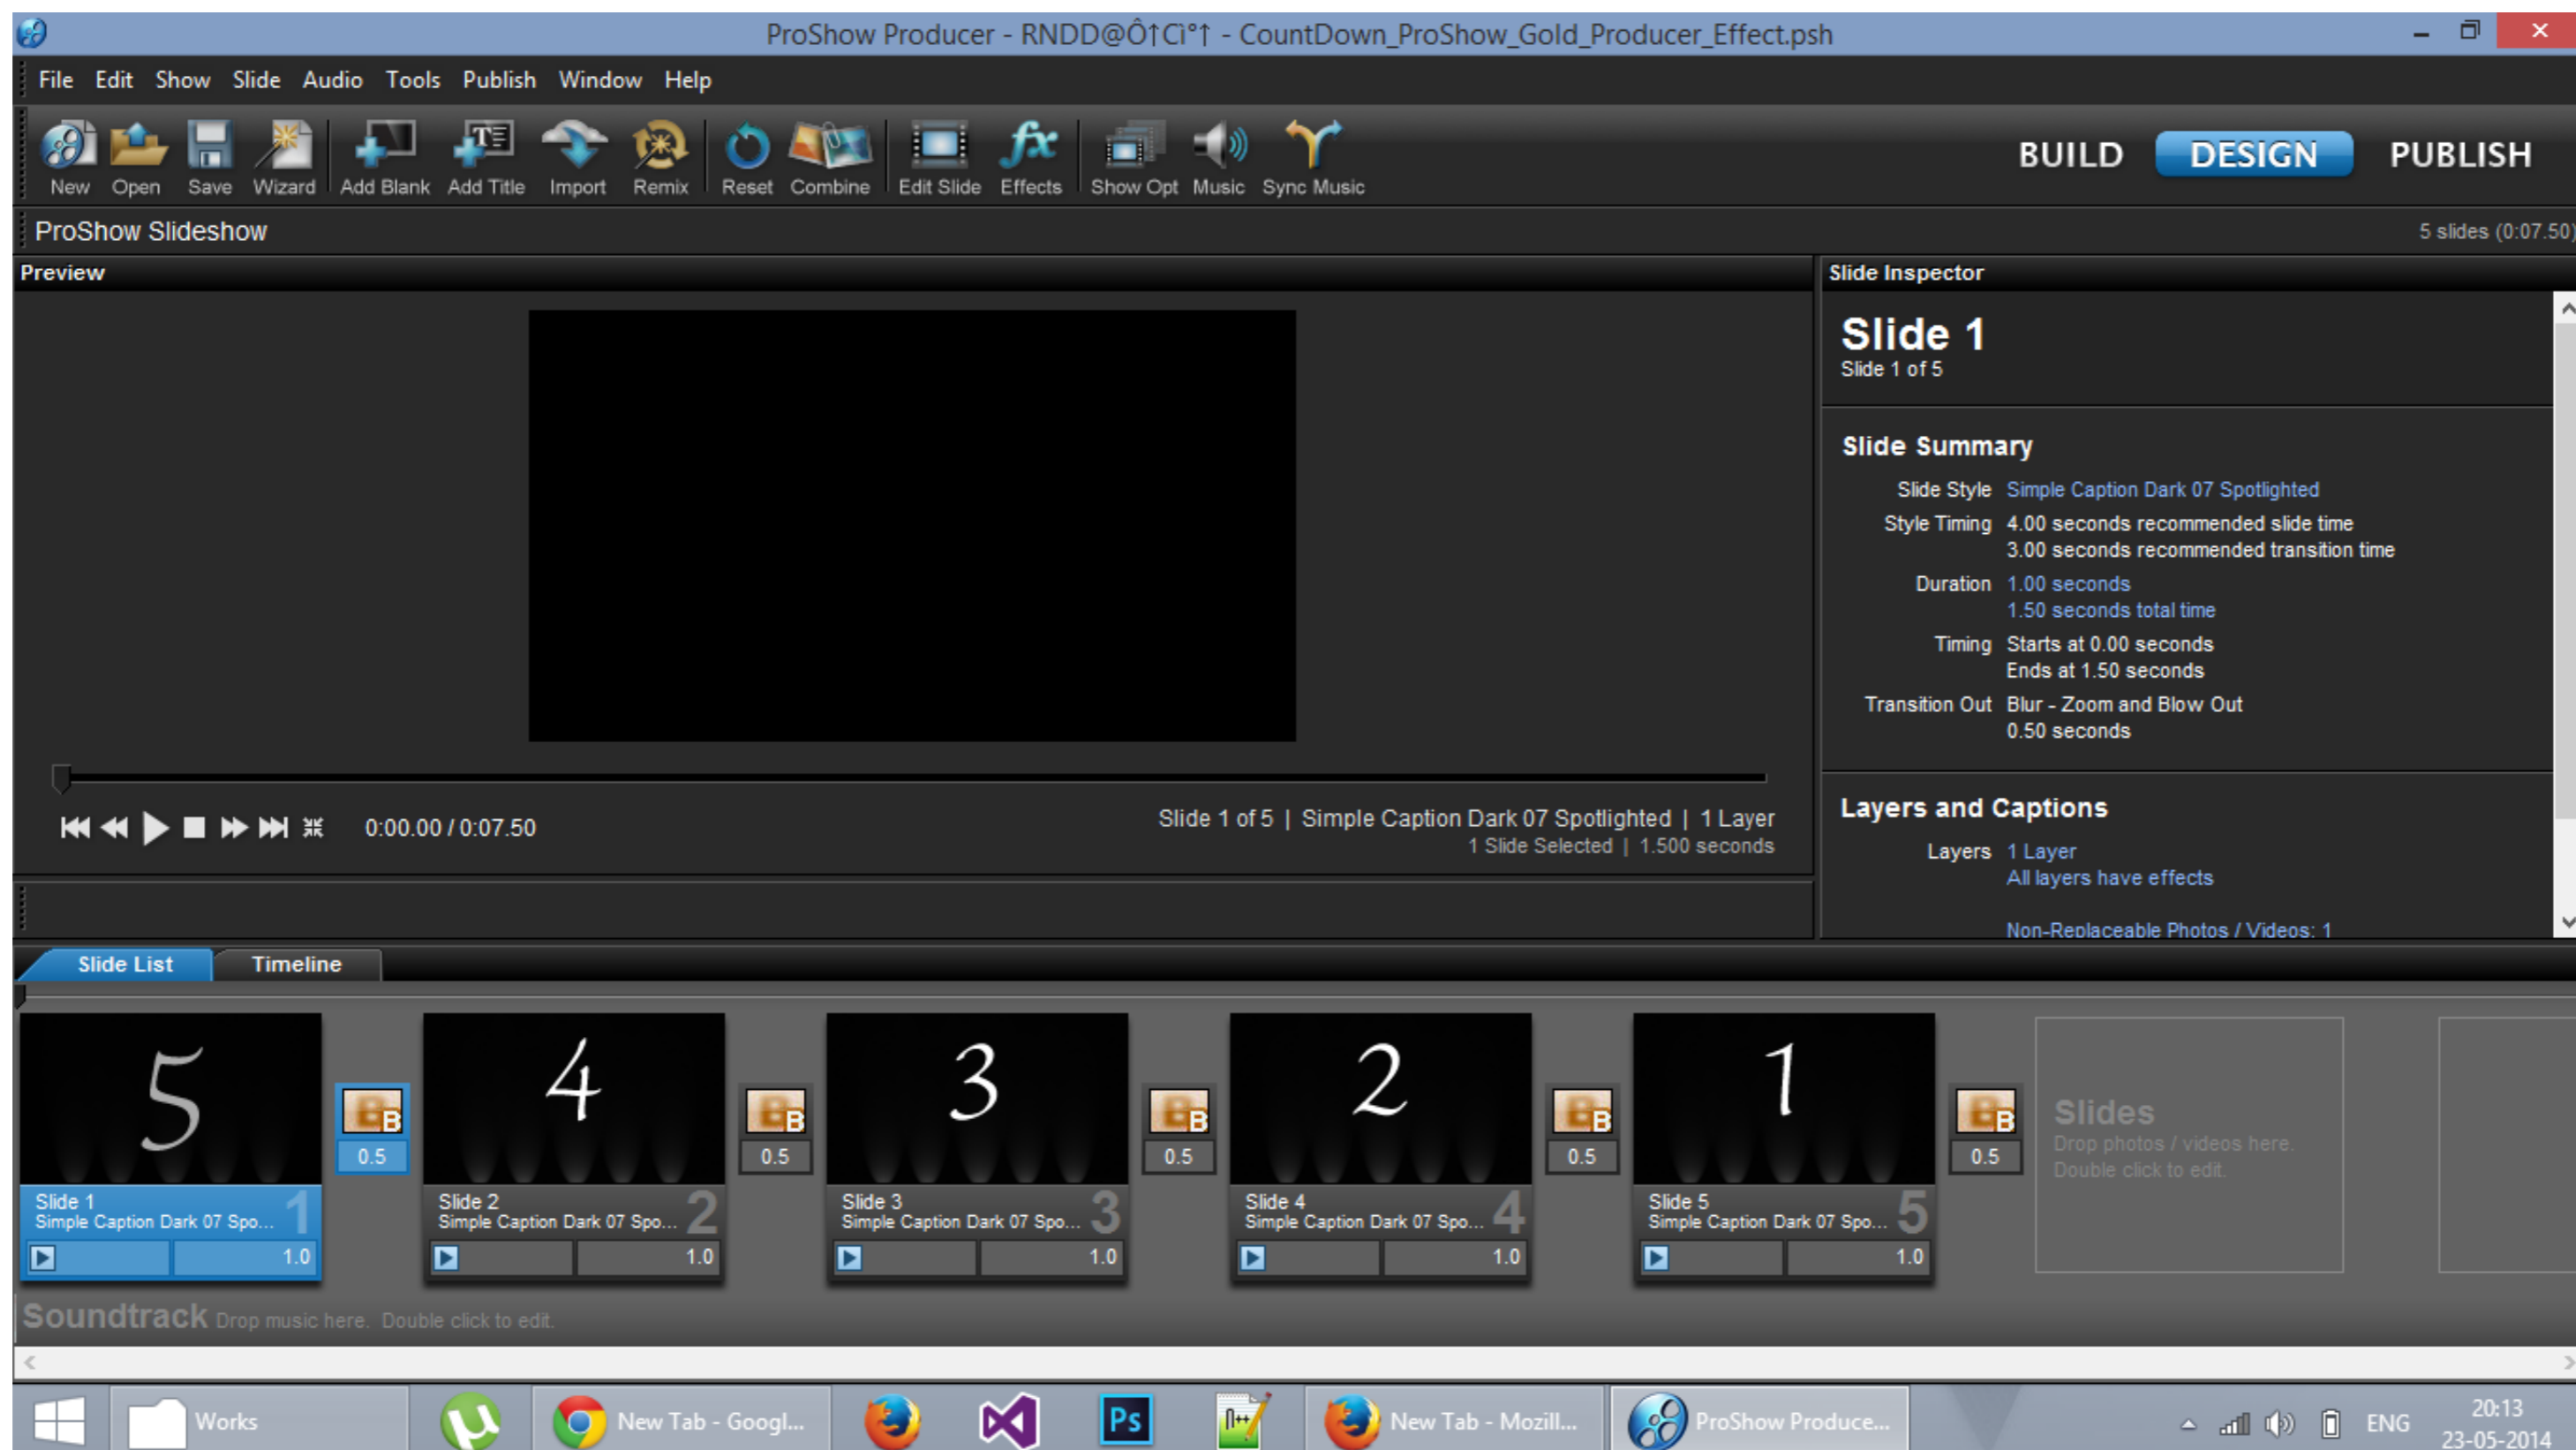 ProShow Producer - RNDD@Ô↑Cì°↑ - CountDown_ProShow_Gold_Producer_Effect.psh
File Edit Show Slide Audio Tools Publish Window Help
New Open Save Wizard Add Blank Add Title Import Remix Reset Combine Edit Slide Effects Show Opt Music Sync Music
BUILD DESIGN PUBLISH
ProShow Slideshow
5 slides (0:07.50)
Preview
Slide Inspector
Slide 1
Slide 1 of 5
Slide Summary
Slide Style Simple Caption Dark 07 Spotlighted
Style Timing 4.00 seconds recommended slide time
3.00 seconds recommended transition time
Duration 1.00 seconds
1.50 seconds total time
Timing Starts at 0.00 seconds
Ends at 1.50 seconds
Transition Out Blur - Zoom and Blow Out
0.50 seconds
Layers and Captions
Layers 1 Layer
All layers have effects
Non-Replaceable Photos / Videos: 1
0:00.00 / 0:07.50
Slide 1 of 5 | Simple Caption Dark 07 Spotlighted | 1 Layer
1 Slide Selected | 1.500 seconds
Slide List Timeline
5 4 3 2 1
B B B B B
0.5 0.5 0.5 0.5 0.5
Slides
Drop photos / videos here.
Double click to edit.
Slide 1 1 Slide 2 2 Slide 3 3 Slide 4 4 Slide 5 5
Simple Caption Dark 07 Spo... Simple Caption Dark 07 Spo... Simple Caption Dark 07 Spo... Simple Caption Dark 07 Spo... Simple Caption Dark 07 Spo...
1.0 1.0 1.0 1.0 1.0
Soundtrack Drop music here. Double click to edit.
Works New Tab - Googl... Ps n++ New Tab - Mozill... ProShow Produce... ENG 20:13
23-05-2014